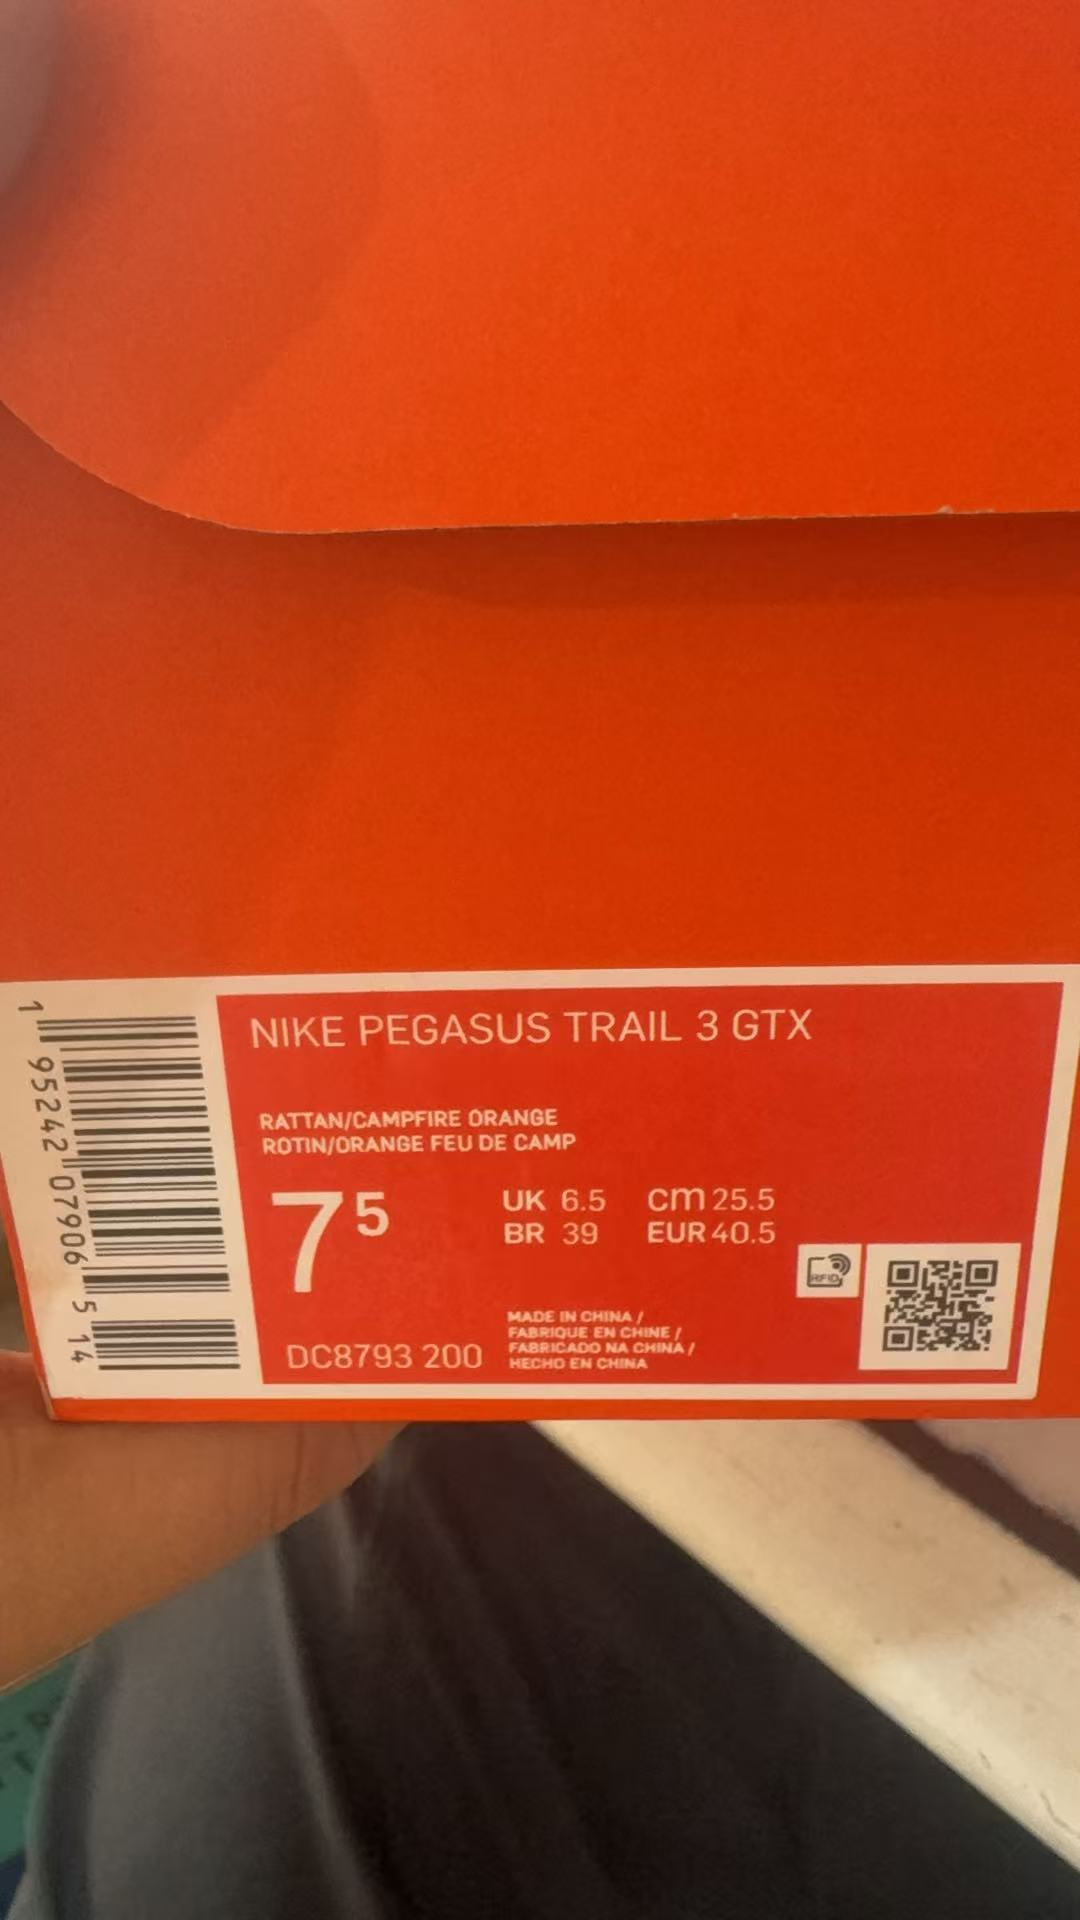 NIKE PEGASUS TRAIL 3 GTX
RATTAN/CAMPFIRE ORANGE
ROTIN/ORANGE FEU DE CAMP
7 5
UK 6.5 cm 25.5
BR 39 EUR 40.5
RFID
MADE IN CHINA /
FABRIQUE EN CHINE /
FABRICADO NA CHINA /
HECHO EN CHINA
DC8793 200
1 95242 07906 5 14